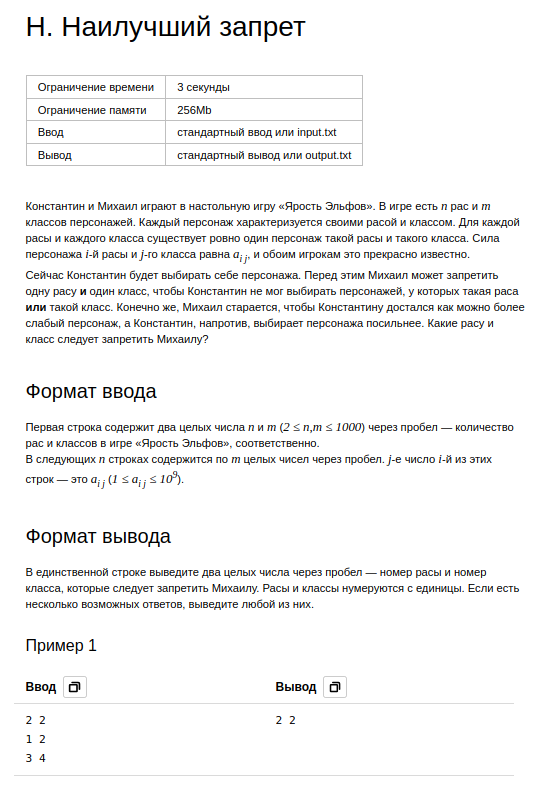 H. Наилучший запрет
Ограничение времени 3 секунды
Ограничение памяти 256Mb
Ввод стандартный ввод или input.txt
Вывод стандартный вывод или output.txt
Константин и Михаил играют в настольную игру «Ярость Эльфов». В игре есть n рас и m
классов персонажей. Каждый персонаж характеризуется своими расой и классом. Для каждой
расы и каждого класса существует ровно один персонаж такой расы и такого класса. Сила
персонажа i-й расы и j-го класса равна a_{i j}, и обоим игрокам это прекрасно известно.
Сейчас Константин будет выбирать себе персонажа. Перед этим Михаил может запретить
одну расу и один класс, чтобы Константин не мог выбирать персонажей, у которых такая раса
или такой класс. Конечно же, Михаил старается, чтобы Константину достался как можно более
слабый персонаж, а Константин, напротив, выбирает персонажа посильнее. Какие расу и
класс следует запретить Михаилу?
Формат ввода
Первая строка содержит два целых числа n и m (2 ≤ n,m ≤ 1000) через пробел — количество
рас и классов в игре «Ярость Эльфов», соответственно.
В следующих n строках содержится по m целых чисел через пробел. j-е число i-й из этих
строк — это a_{i j} (1 ≤ a_{i j} ≤ 10^9).
Формат вывода
В единственной строке выведите два целых числа через пробел — номер расы и номер
класса, которые следует запретить Михаилу. Расы и классы нумеруются с единицы. Если есть
несколько возможных ответов, выведите любой из них.
Пример 1
Ввод Вывод
2 2 2 2
1 2
3 4